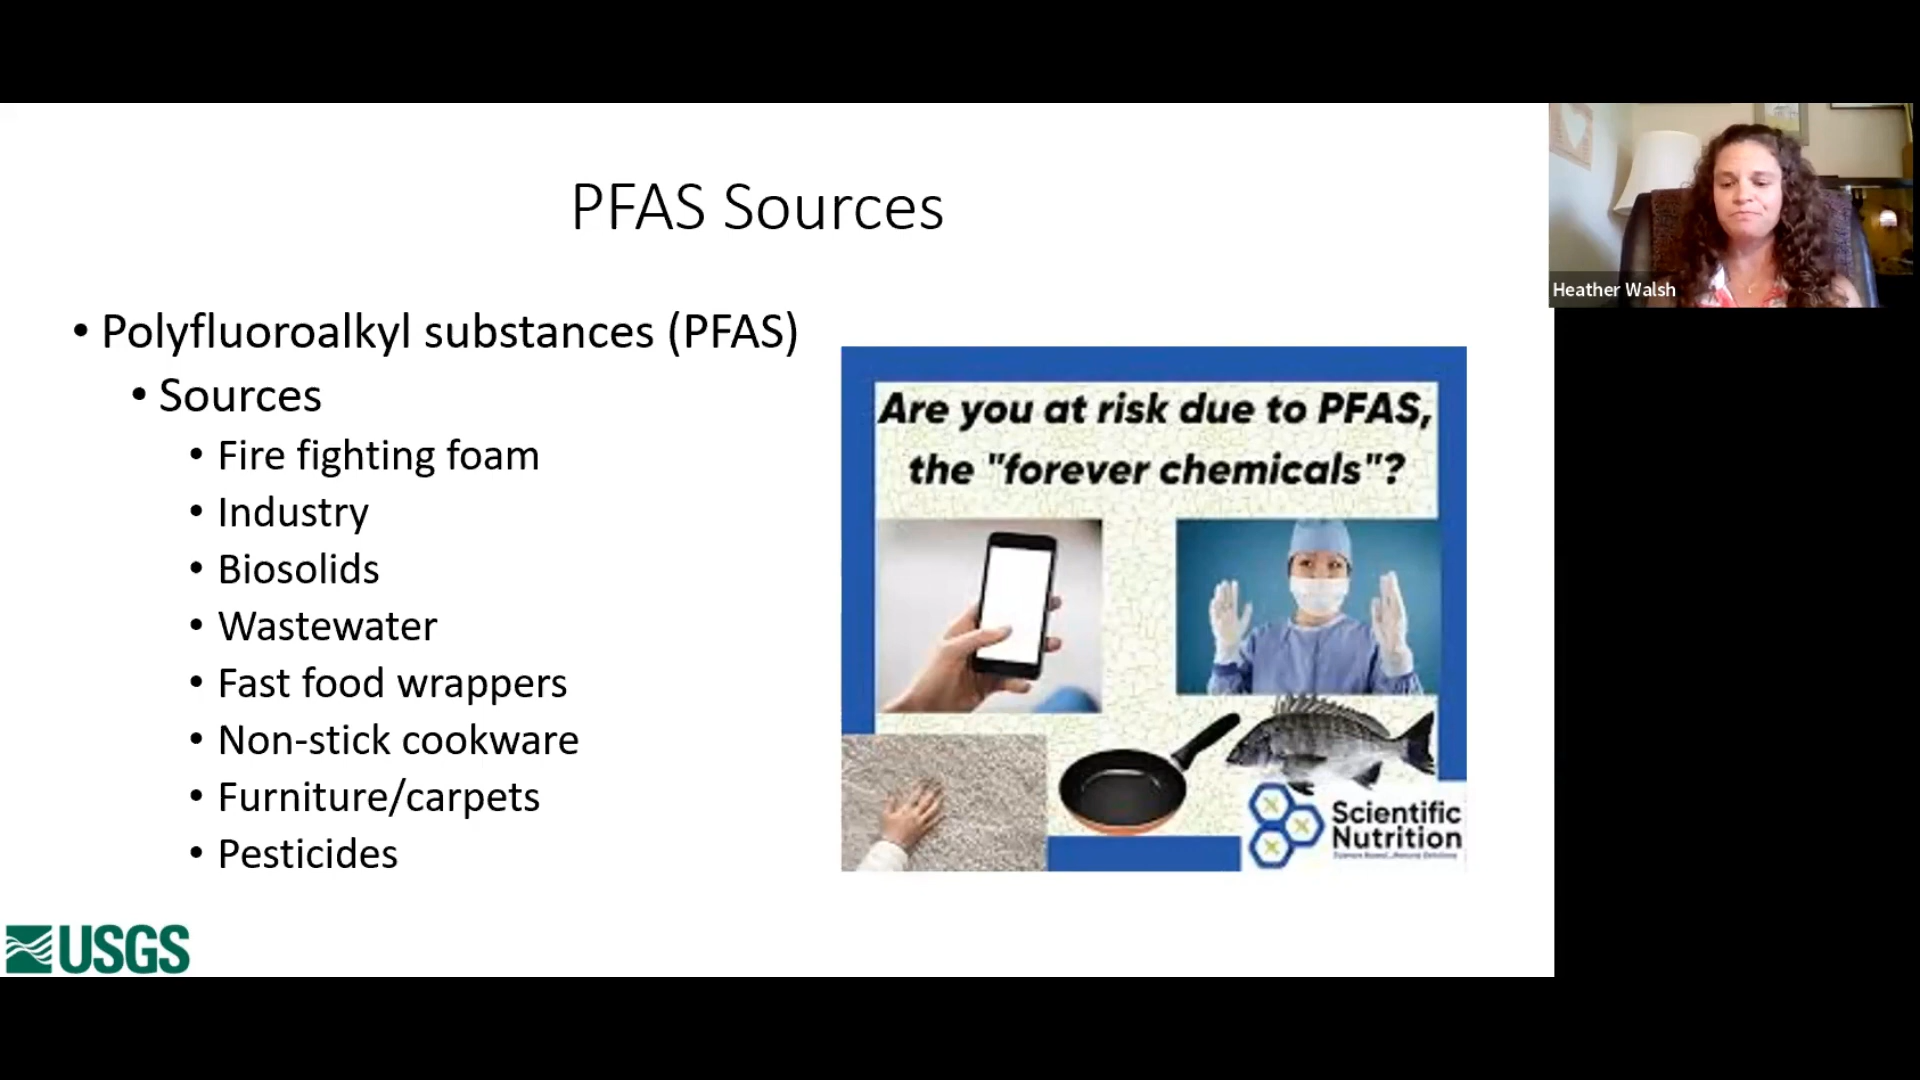 PFAS Sources
• Polyfluoroalkyl substances (PFAS)
• Sources
• Fire fighting foam
• Industry
• Biosolids
• Wastewater
• Fast food wrappers
• Non-stick cookware
• Furniture/carpets
• Pesticides
USGS
Are you at risk due to PFAS,
the "forever chemicals"?
Scientific
Nutrition
Heather Walsh